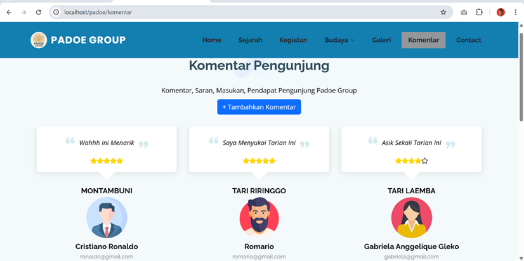 localhost/padoe/komentar
PADOE GROUP
Home Sejarah Kegiatan Budaya Galeri Komentar Contact
Komentar Pengunjung
Komentar, Saran, Masukan, Pendapat Pengunjung Padoe Group
+ Tambahkan Komentar
Wahhh Ini Menarik
Saya Menyukai Tarian Ini
Asik Sekali Tarian Ini
MONTAMBUNI
TARI RIRINGGO
TARI LAEMBA
Cristiano Ronaldo
Romario
Gabriela Anggelique Gleko
ronaldo@gmail.com
romario@gmail.com
gabriela@gmail.com